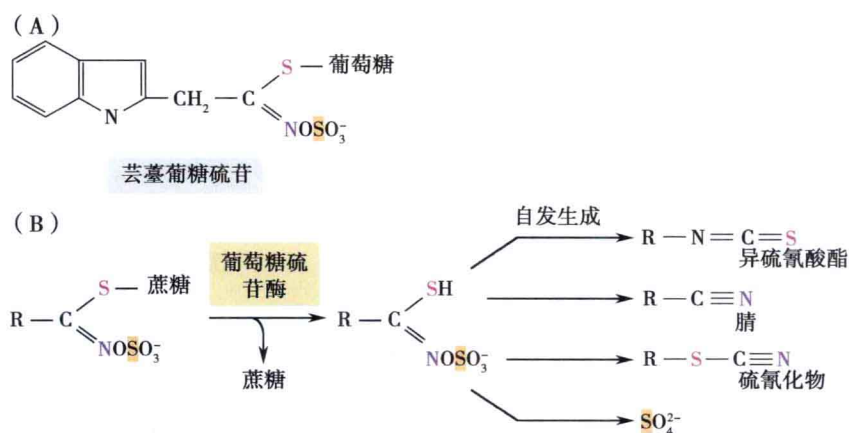 (A)
S — 葡萄糖
N — CH₂ — C
NOSO₃⁻
芸薹葡糖硫苷
(B)
自发生成
R — N = C = S
异硫氰酸酯
S — 蔗糖
葡萄糖硫
苷酶
SH
R — C
R — C
R — C ≡ N
腈
NOSO₃⁻
NOSO₃⁻
蔗糖
R — S — C ≡ N
硫氰化物
SO₄²⁻